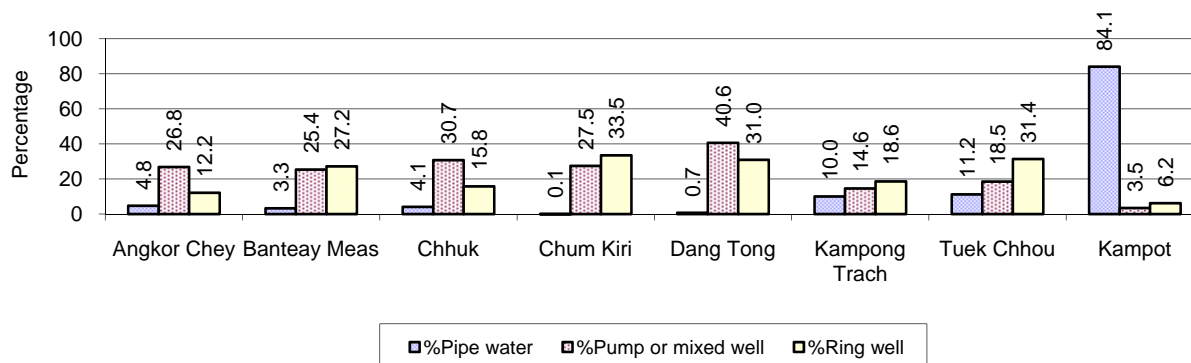 Percentage
100
80
60
40
20
0
4.8 26.8 12.2
3.3 25.4 27.2
4.1 30.7 15.8
0.1 27.5 33.5
0.7 40.6 31.0
10.0 14.6 18.6
11.2 18.5 31.4
84.1 3.5 6.2
Angkor Chey Banteay Meas Chhuk Chum Kiri Dang Tong Kampong Tuek Chhou Kampot
Trach
%Pipe water %Pump or mixed well %Ring well